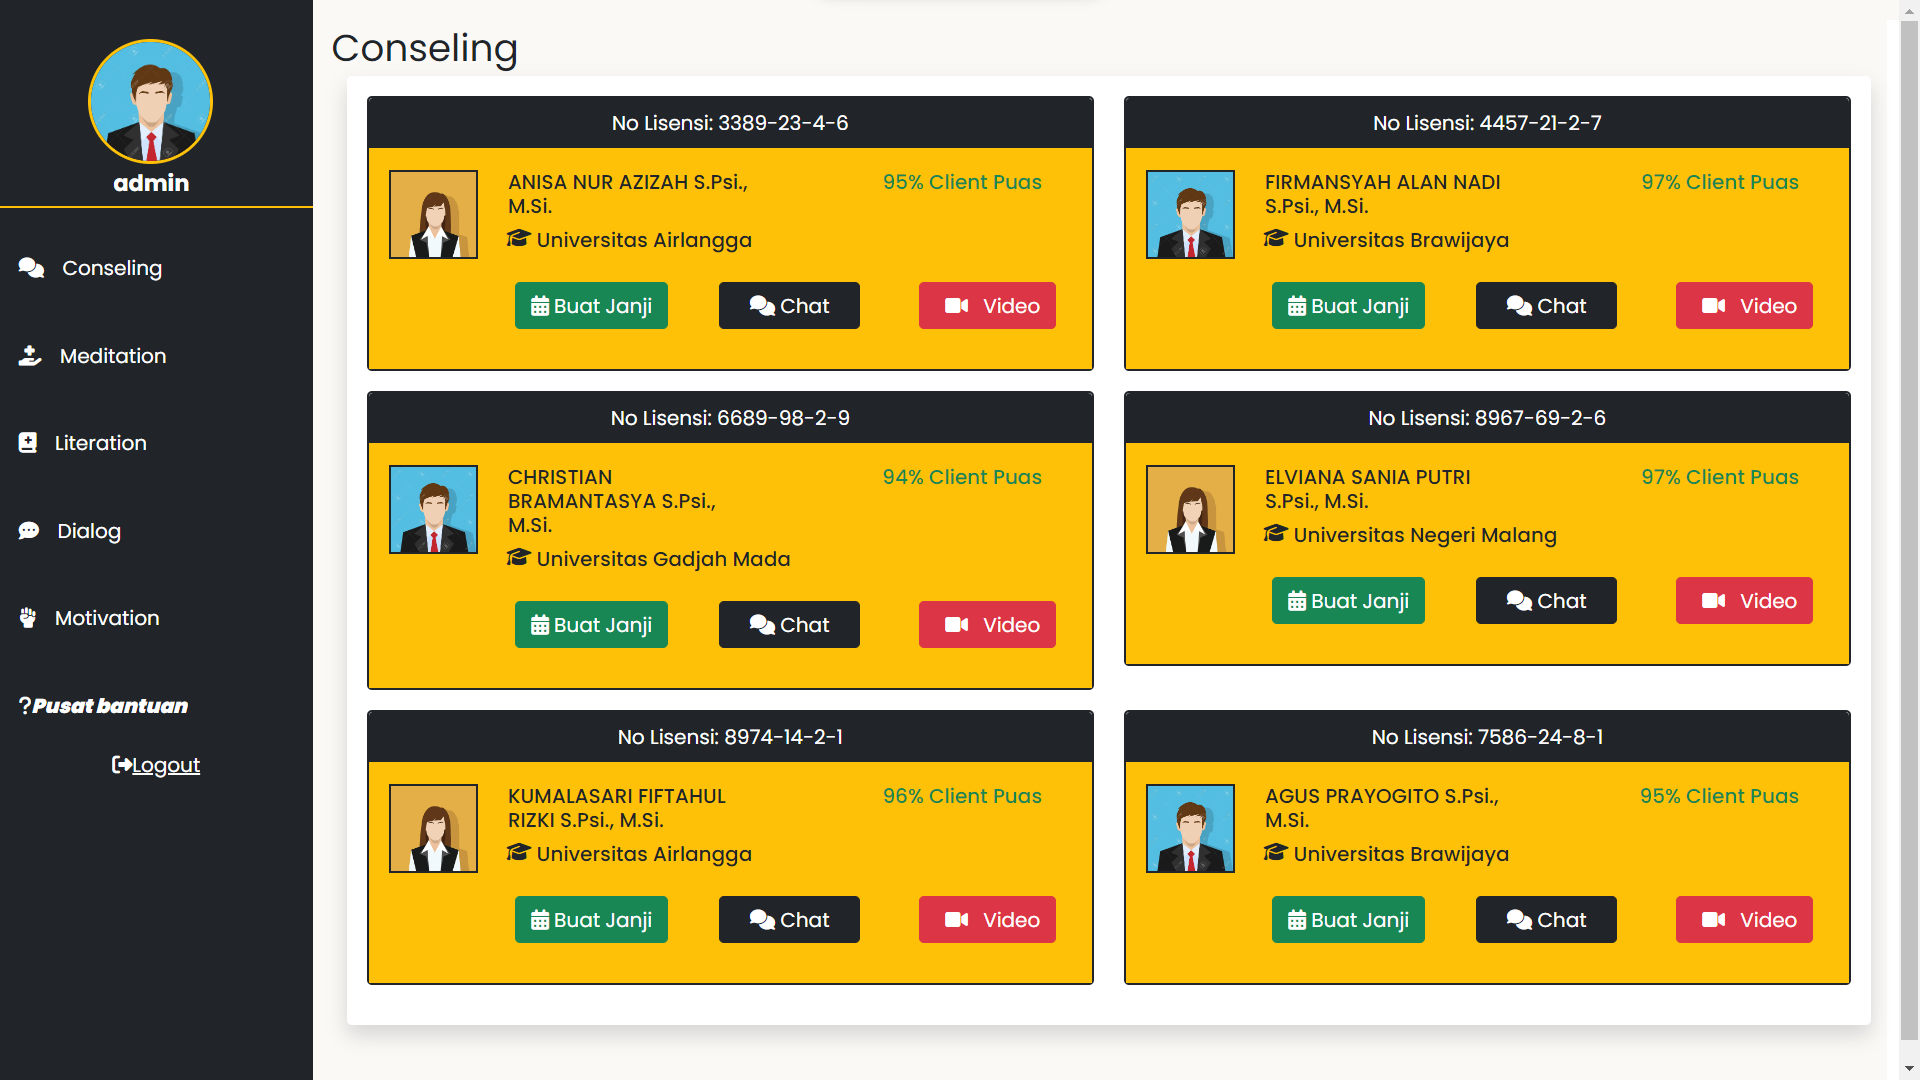 admin
Conseling
Meditation
Literation
Dialog
Motivation
?Pusat bantuan
Logout
Conseling
No Lisensi: 3389-23-4-6
ANISA NUR AZIZAH S.Psi.,
M.Si.
95% Client Puas
Universitas Airlangga
Buat Janji
Chat
Video
No Lisensi: 4457-21-2-7
FIRMANSYAH ALAN NADI
S.Psi., M.Si.
97% Client Puas
Universitas Brawijaya
Buat Janji
Chat
Video
No Lisensi: 6689-98-2-9
CHRISTIAN
BRAMANTASYA S.Psi.,
M.Si.
94% Client Puas
Universitas Gadjah Mada
Buat Janji
Chat
Video
No Lisensi: 8967-69-2-6
ELVIANA SANIA PUTRI
S.Psi., M.Si.
97% Client Puas
Universitas Negeri Malang
Buat Janji
Chat
Video
No Lisensi: 8974-14-2-1
KUMALASARI FIFTAHUL
RIZKI S.Psi., M.Si.
96% Client Puas
Universitas Airlangga
Buat Janji
Chat
Video
No Lisensi: 7586-24-8-1
AGUS PRAYOGITO S.Psi.,
M.Si.
95% Client Puas
Universitas Brawijaya
Buat Janji
Chat
Video